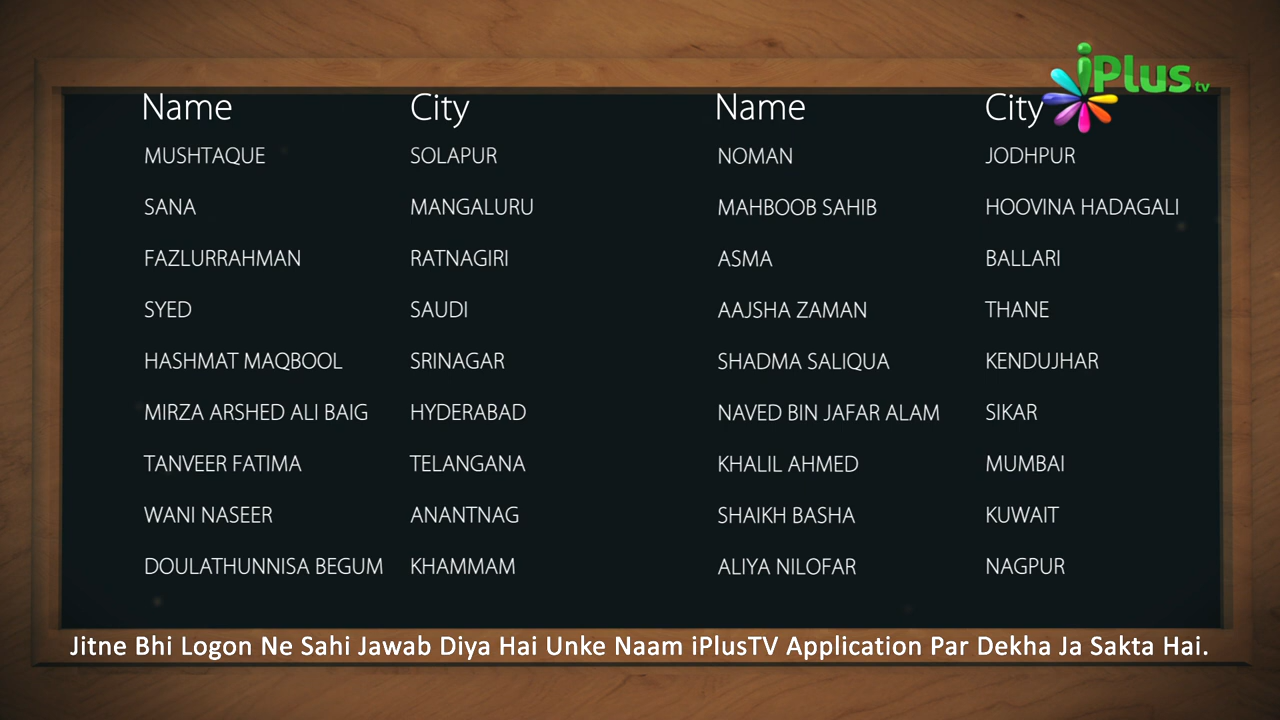 iPlus tv
Name City Name City
MUSHTAQUE SOLAPUR NOMAN JODHPUR
SANA MANGALURU MAHBOOB SAHIB HOOVINA HADAGALI
FAZLURRAHMAN RATNAGIRI ASMA BALLARI
SYED SAUDI AAJSHA ZAMAN THANE
HASHMAT MAQBOOL SRINAGAR SHADMA SALIQUA KENDUJHAR
MIRZA ARSHED ALI BAIG HYDERABAD NAVED BIN JAFAR ALAM SIKAR
TANVEER FATIMA TELANGANA KHALIL AHMED MUMBAI
WANI NASEER ANANTNAG SHAIKH BASHA KUWAIT
DOULATHUNNISA BEGUM KHAMMAM ALIYA NILOFAR NAGPUR
Jitne Bhi Logon Ne Sahi Jawab Diya Hai Unke Naam iPlusTV Application Par Dekha Ja Sakta Hai.